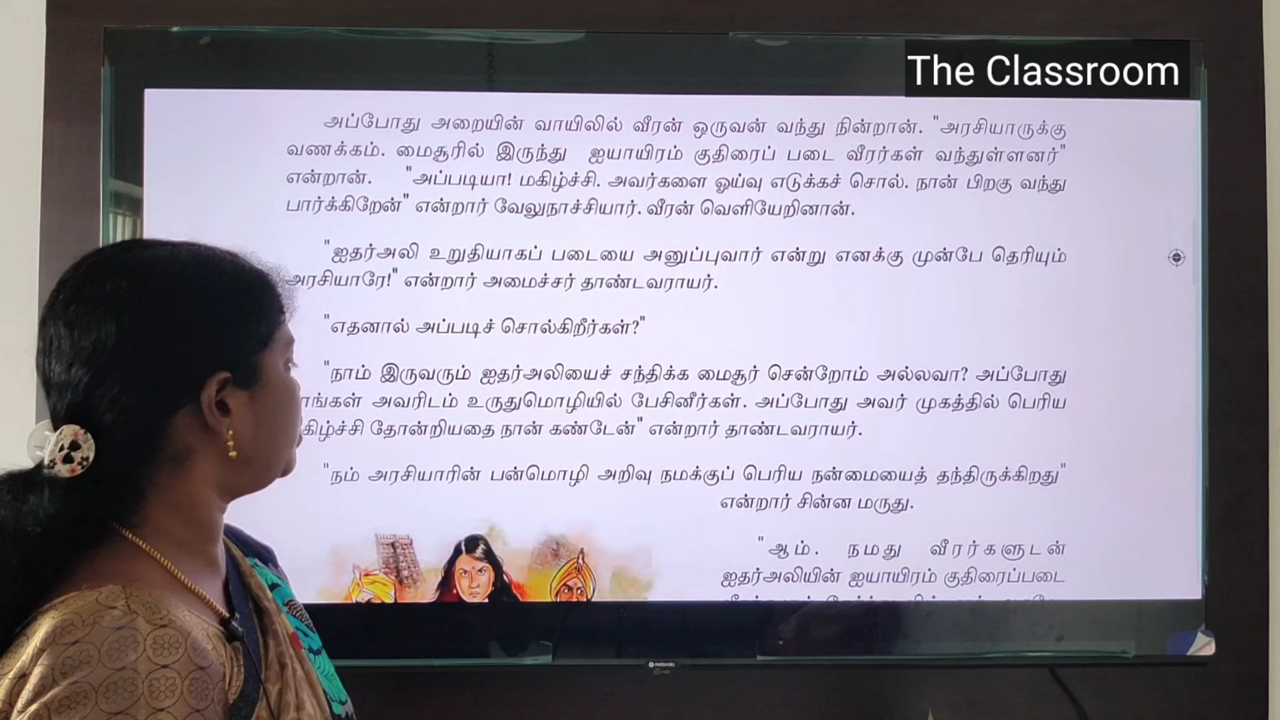 The Classroom
அப்போது அறையின் வாயிலில் வீரன் ஒருவன் வந்து நின்றான். "அரசியாருக்கு
வணக்கம். மைசூரில் இருந்து ஐயாயிரம் குதிரைப் படை வீரர்கள் வந்துள்ளனர்"
என்றான். "அப்படியா! மகிழ்ச்சி. அவர்களை ஓய்வு எடுக்கச் சொல். நான் பிறகு வந்து
பார்க்கிறேன்" என்றார் வேலுநாச்சியார். வீரன் வெளியேறினான்.
"ஐதர்அலி உறுதியாகப் படையை அனுப்புவார் என்று எனக்கு முன்பே தெரியும்
அரசியாரே!" என்றார் அமைச்சர் தாண்டவராயர்.
"எதனால் அப்படிச் சொல்கிறீர்கள்?"
"நாம் இருவரும் ஐதர்அலியைச் சந்திக்க மைசூர் சென்றோம் அல்லவா? அப்போது
அவரிடம் உருதுமொழியில் பேசினீர்கள். அப்போது அவர் முகத்தில் பெரிய
தோன்றியதை நான் கண்டேன்" என்றார் தாண்டவராயர்.
"நம் அரசியாரின் பன்மொழி அறிவு நமக்குப் பெரிய நன்மையைத் தந்திருக்கிறது"
என்றார் சின்ன மருது.
"ஆம். நமது வீரர்களுடன்
ஐதர்அலியின் ஐயாயிரம் குதிரைப்படை
motorola